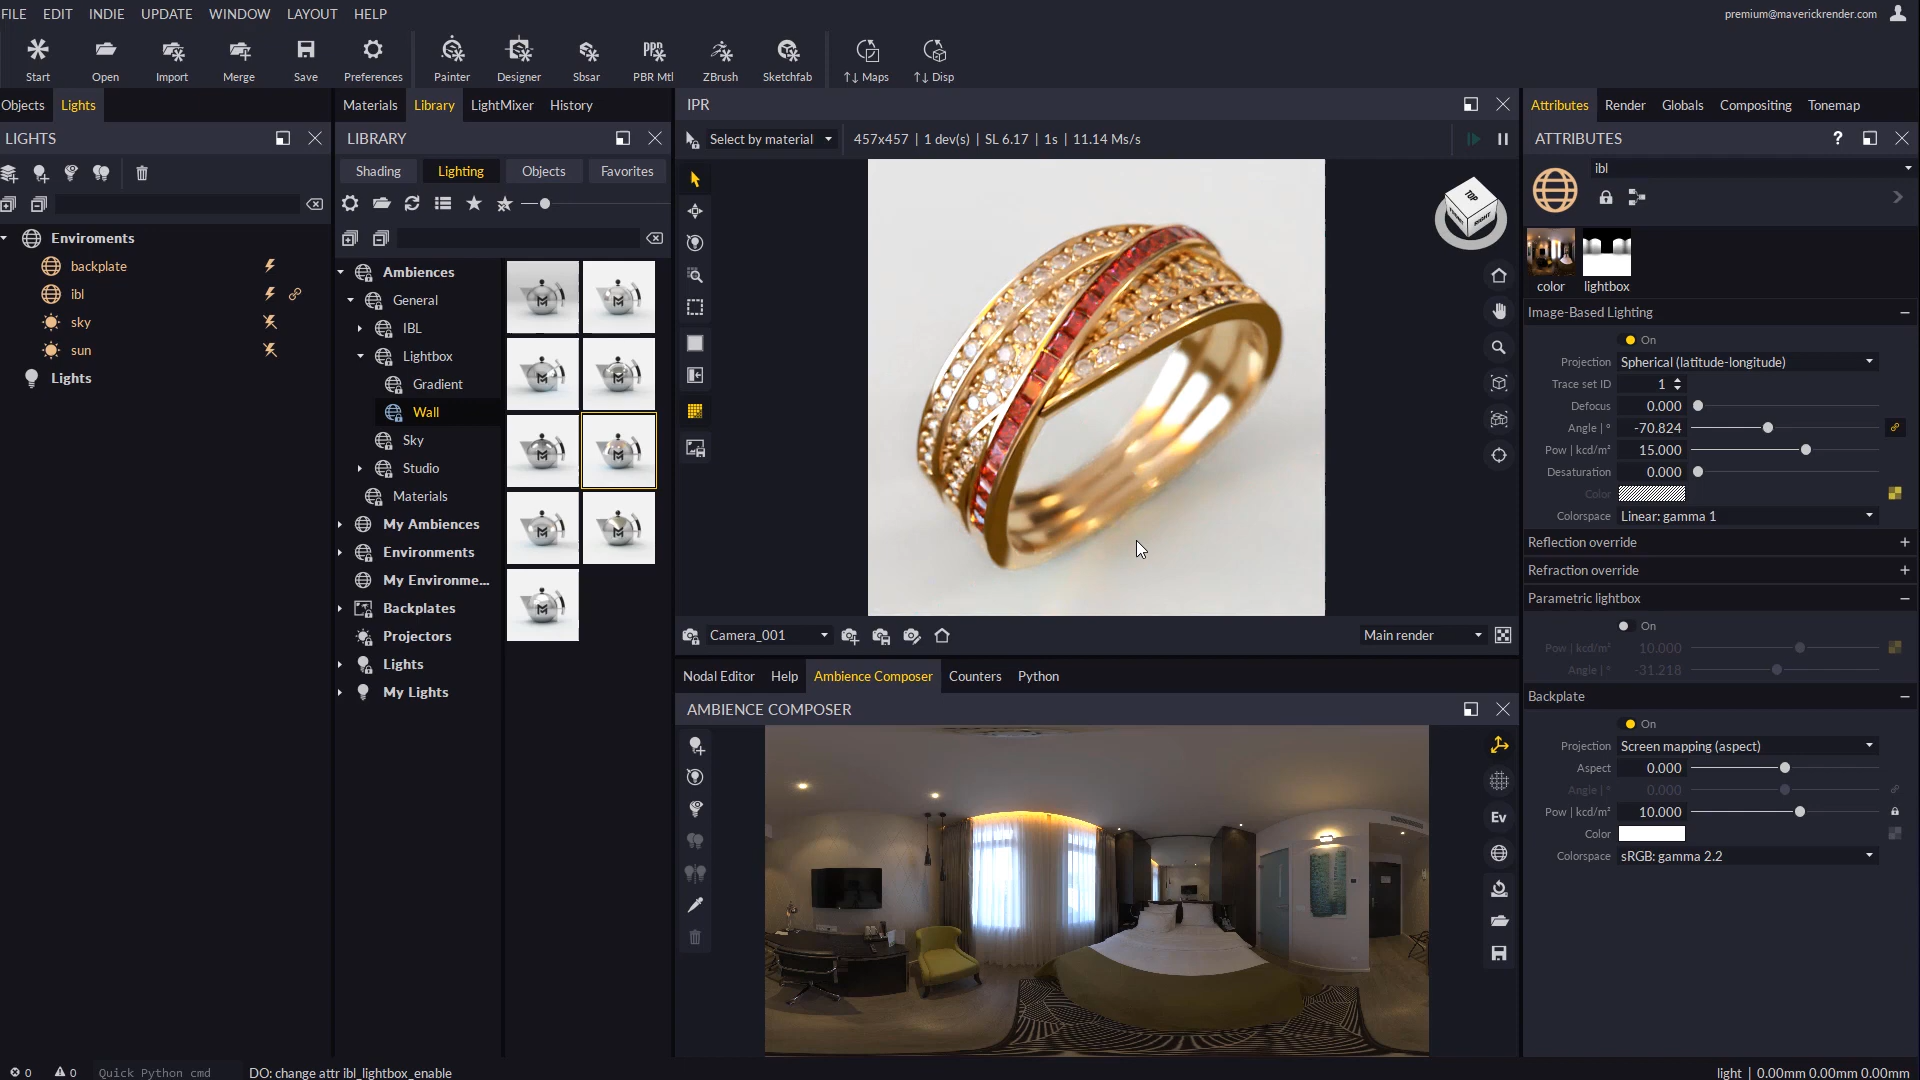 FILE EDIT INDIE UPDATE WINDOW LAYOUT HELP
premium@maverickrender.com
Start Open Import Merge Save Preferences Painter Designer Sbsar PBR Mtl ZBrush Sketchfab ↑↓ Maps ↑↓ Disp
PBR
Objects Lights
LIGHTS
Enviroments
backplate
ibl
sky
sun
Lights
Materials Library LightMixer History
LIBRARY
Shading Lighting Objects Favorites
Ambiences
General
IBL
Lightbox
Gradient
Wall
Sky
Studio
Materials
My Ambiences
Environments
My Environme...
Backplates
Projectors
Lights
My Lights
IPR
Select by material 457x457 | 1 dev(s) | SL 6.17 | 1s | 11.14 Ms/s
TOP
RIGHT
Camera_001 Main render
Nodal Editor Help Ambience Composer Counters Python
AMBIENCE COMPOSER
Ev
Attributes Render Globals Compositing Tonemap
ATTRIBUTES ?
ibl
color lightbox
Image-Based Lighting
On
Projection Spherical (latitude-longitude)
Trace set ID 1
Defocus 0.000
Angle | ° -70.824
Pow | kcd/m² 15.000
Desaturation 0.000
Color
Colorspace Linear: gamma 1
Reflection override
Refraction override
Parametric lightbox
On
Pow | kcd/m² 10.000
Angle | ° -31.218
Backplate
On
Projection Screen mapping (aspect)
Aspect 0.000
Angle | ° 0.000
Pow | kcd/m² 10.000
Color
Colorspace sRGB: gamma 2.2
0 0 Quick Python cmd DO: change attr ibl_lightbox_enable
light | 0.00mm 0.00mm 0.00mm